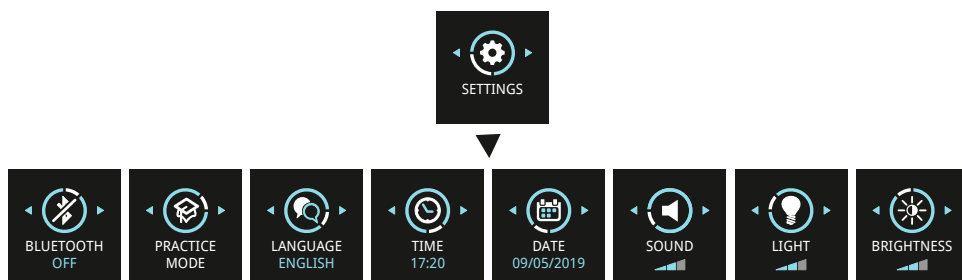 SETTINGS
BLUETOOTH
OFF
PRACTICE
MODE
LANGUAGE
ENGLISH
TIME
17:20
DATE
09/05/2019
SOUND
LIGHT
BRIGHTNESS